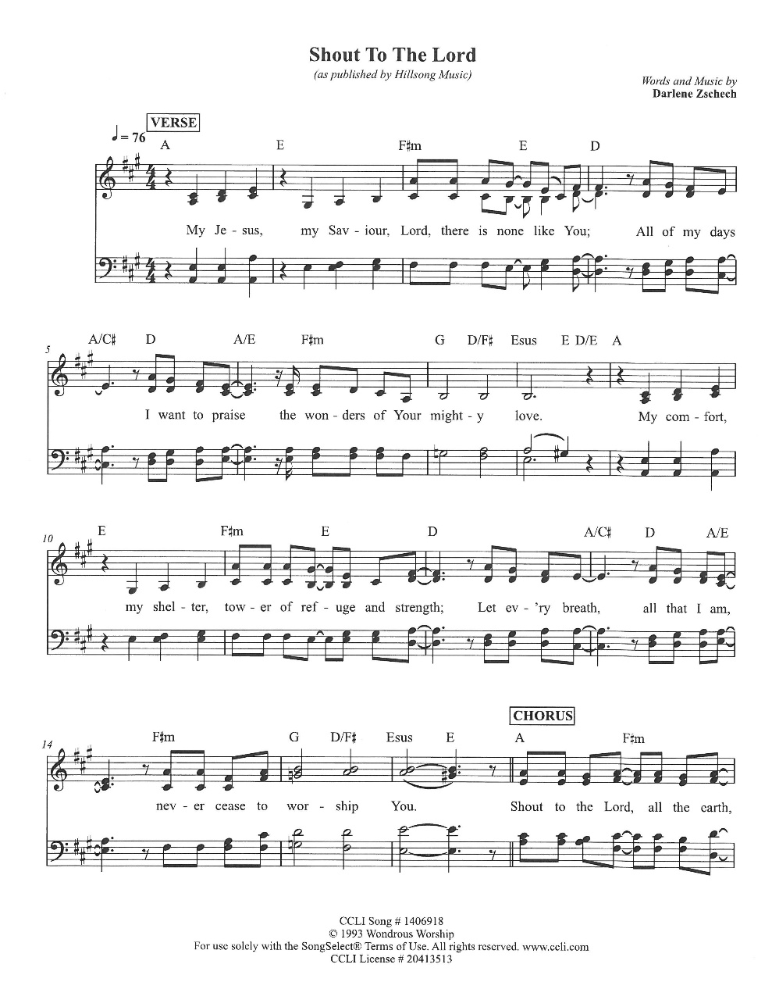 Shout To The Lord
(as published by Hillsong Music)
Words and Music by
Darlene Zschech
VERSE
♩ = 76
A E F♯m E D
4/4
My Je - sus, my Sav - iour, Lord, there is none like You; All of my days
4/4
5
A/C♯ D A/E F♯m G D/F♯ Esus E D/E A
I want to praise the won - ders of Your might - y love. My com - fort,
10
E F♯m E D A/C♯ D A/E
my shel - ter, tow - er of ref - uge and strength; Let ev - 'ry breath, all that I am,
CHORUS
14
F♯m G D/F♯ Esus E A F♯m
nev - er cease to wor - ship You. Shout to the Lord, all the earth,
CCLI Song # 1406918
© 1993 Wondrous Worship
For use solely with the SongSelect® Terms of Use. All rights reserved. www.ccli.com
CCLI License # 20413513